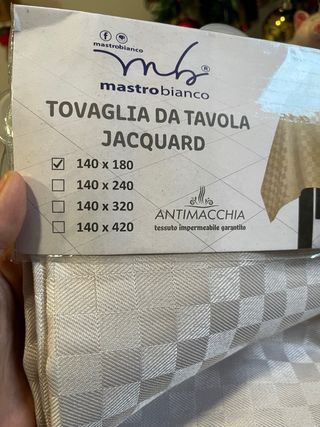 mastrobianco
mb®
mastrobianco
TOVAGLIA DA TAVOLA
JACQUARD
140 x 180
140 x 240
140 x 320
140 x 420
ANTIMACCHIA
tessuto impermeabile garantito